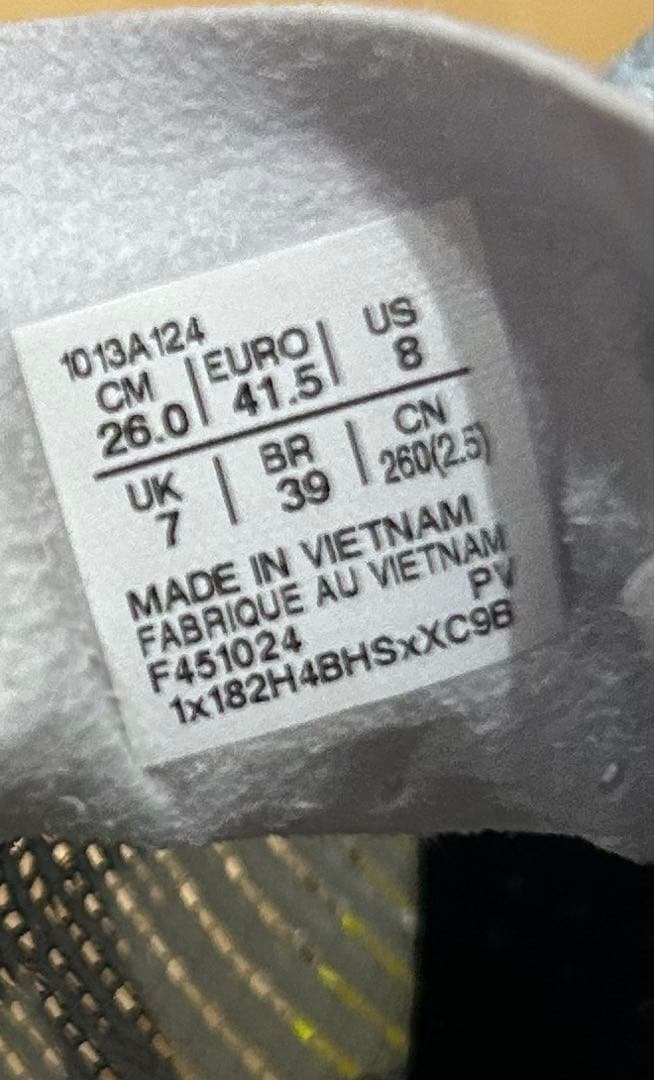 1013A124
CM | EURO | US
26.0 | 41.5 | 8
UK | BR | CN
7 | 39 | 260(2.5)
MADE IN VIETNAM
FABRIQUE AU VIETNAM
F451024 PV
1x182H4BHSxXC9B